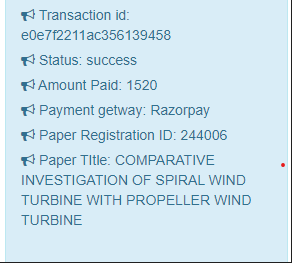 Transaction id:
e0e7f2211ac356139458
Status: success
Amount Paid: 1520
Payment getway: Razorpay
Paper Registration ID: 244006
Paper Title: COMPARATIVE
INVESTIGATION OF SPIRAL WIND
TURBINE WITH PROPELLER WIND
TURBINE